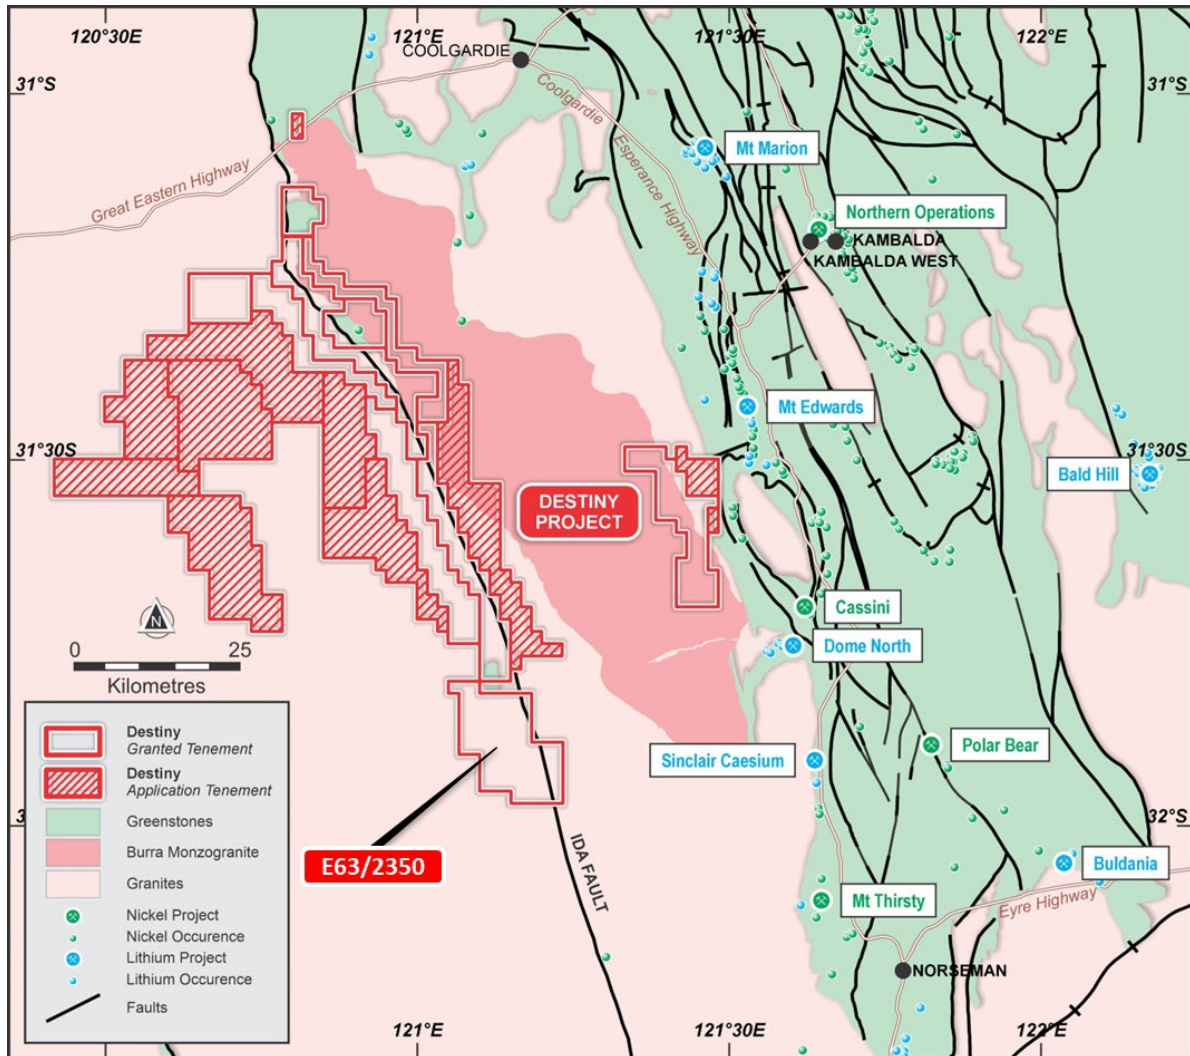 120°30E
121°E
121°30E
122°E
COOLGARDIE
31°S
31°S
Coolgardie Esperance Highway
Great Eastern Highway
Mt Marion
Northern Operations
KAMBALDA
KAMBALDA WEST
Mt Edwards
31°30S
31°30S
Bald Hill
DESTINY
PROJECT
Cassini
Dome North
N
0
25
Kilometres
Polar Bear
Sinclair Caesium
Destiny
Granted Tenement
Destiny
Application Tenement
Greenstones
Burra Monzogranite
Granites
Nickel Project
Nickel Occurence
Lithium Project
Lithium Occurence
Faults
3
32°S
E63/2350
IDA FAULT
Buldania
Mt Thirsty
Eyre Highway
NORSEMAN
121°E
121°30E
122°E